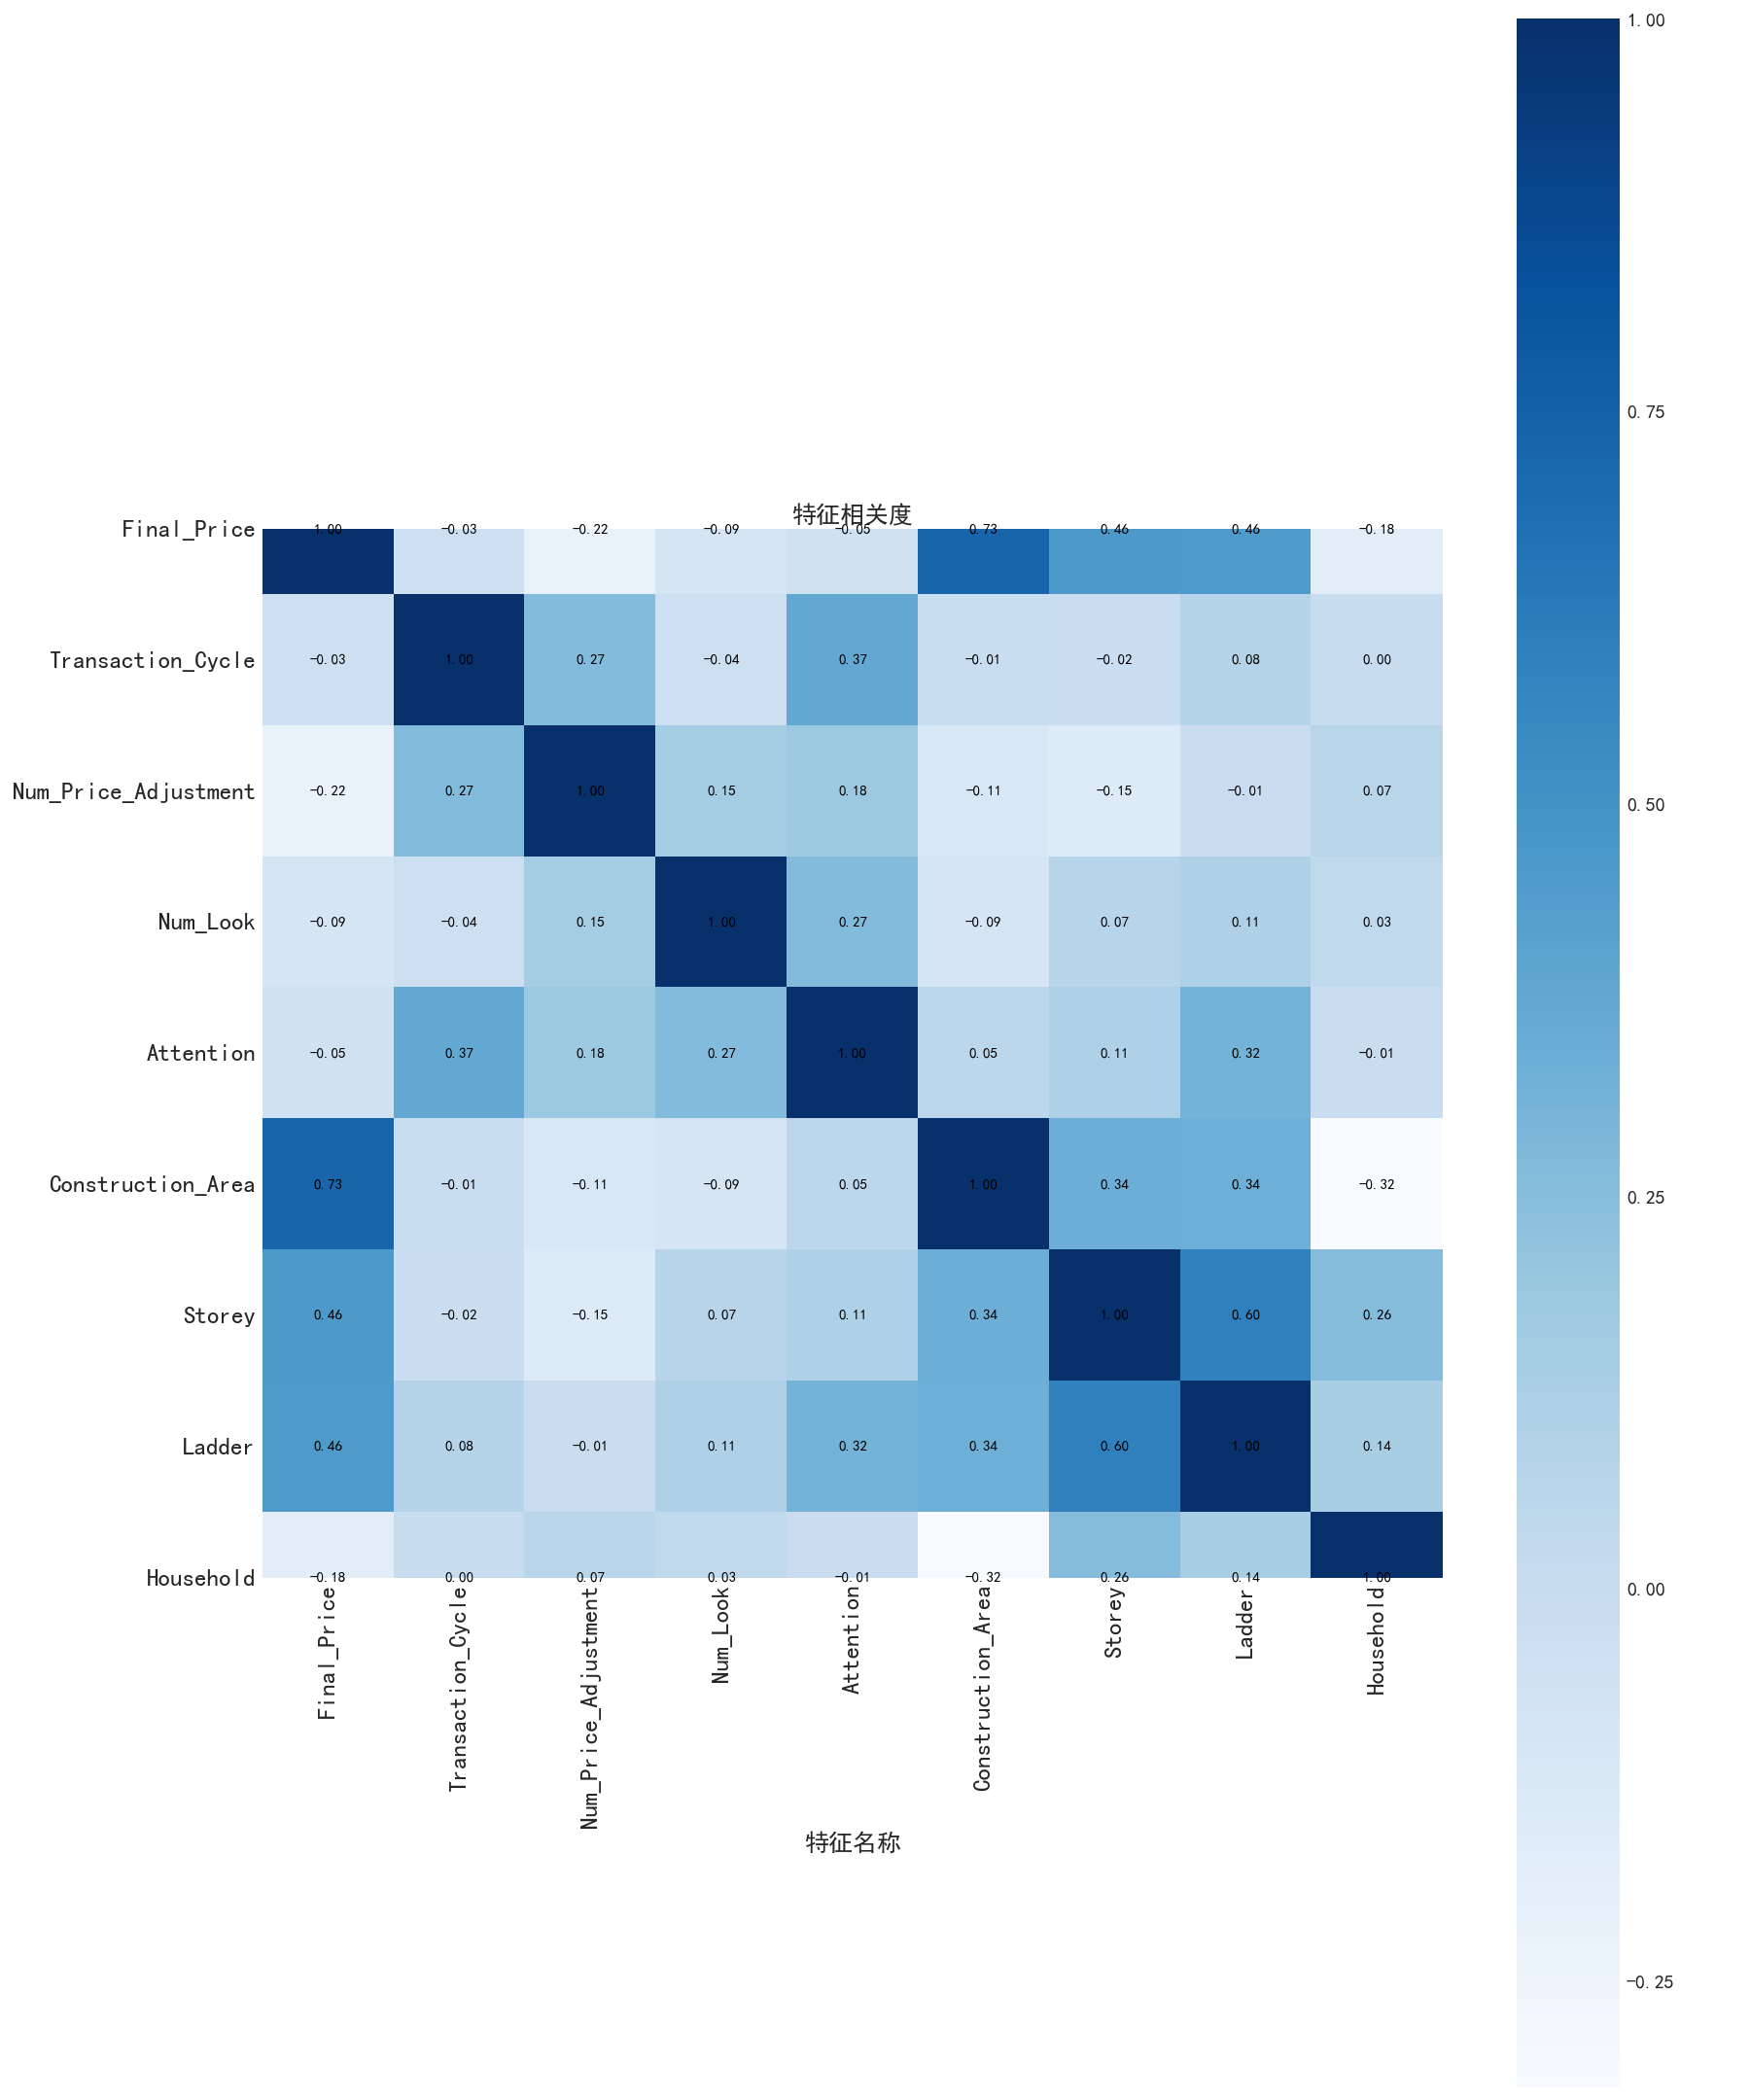 1.00
0.75
特征相关度
Final_Price 1.00 -0.03 -0.22 -0.09 -0.05 0.73 0.46 0.46 -0.18
Transaction_Cycle -0.03 1.00 0.27 -0.04 0.37 -0.01 -0.02 0.08 0.00
Num_Price_Adjustment -0.22 0.27 1.00 0.15 0.18 -0.11 -0.15 -0.01 0.07
0.50
Num_Look -0.09 -0.04 0.15 1.00 0.27 -0.09 0.07 0.11 0.03
Attention -0.05 0.37 0.18 0.27 1.00 0.05 0.11 0.32 -0.01
Construction_Area 0.73 -0.01 -0.11 -0.09 0.05 1.00 0.34 0.34 -0.32
0.25
Storey 0.46 -0.02 -0.15 0.07 0.11 0.34 1.00 0.60 0.26
Ladder 0.46 0.08 -0.01 0.11 0.32 0.34 0.60 1.00 0.14
Household -0.18 0.00 0.07 0.03 -0.01 -0.32 0.26 0.14 1.00
0.00
Final_Price
Transaction_Cycle
Num_Price_Adjustment
Num_Look
Attention
Construction_Area
Storey
Ladder
Household
特征名称
-0.25